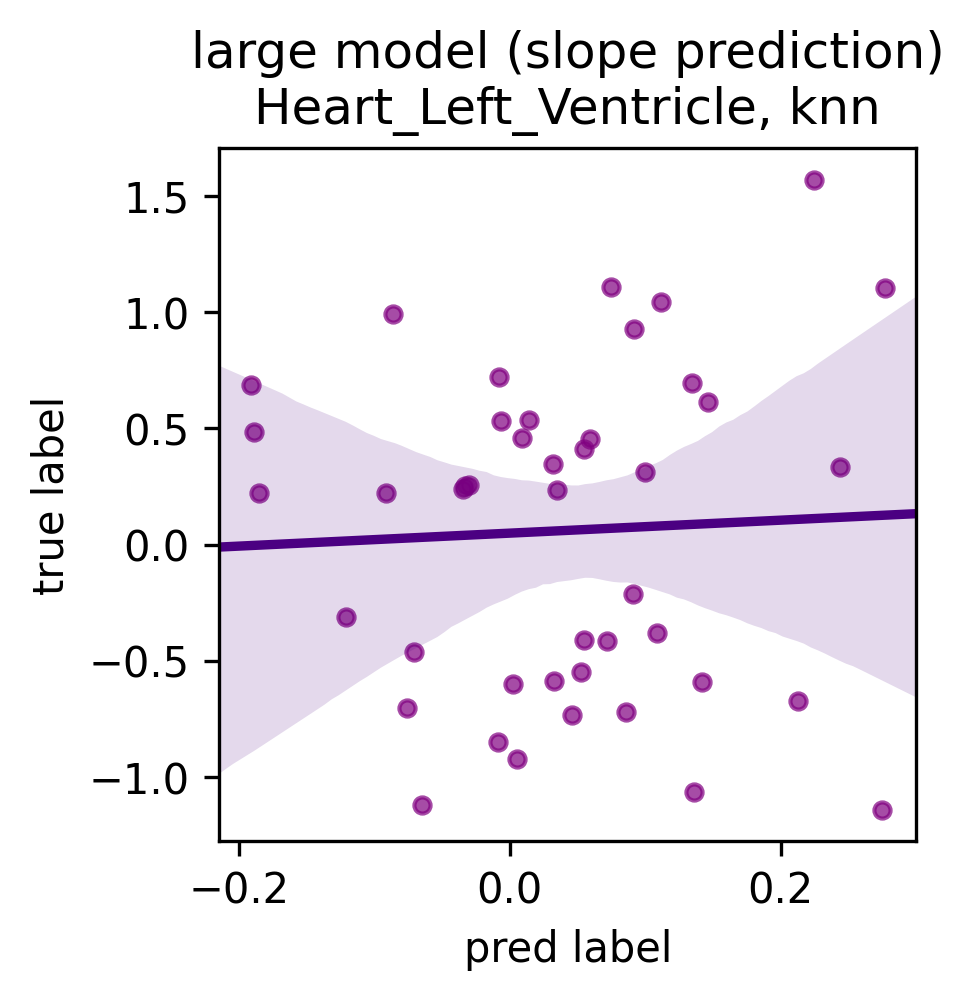 large model (slope prediction)
Heart_Left_Ventricle, knn
1.5
1.0
0.5
0.0
−0.5
−1.0
true label
−0.2
0.0
0.2
pred label